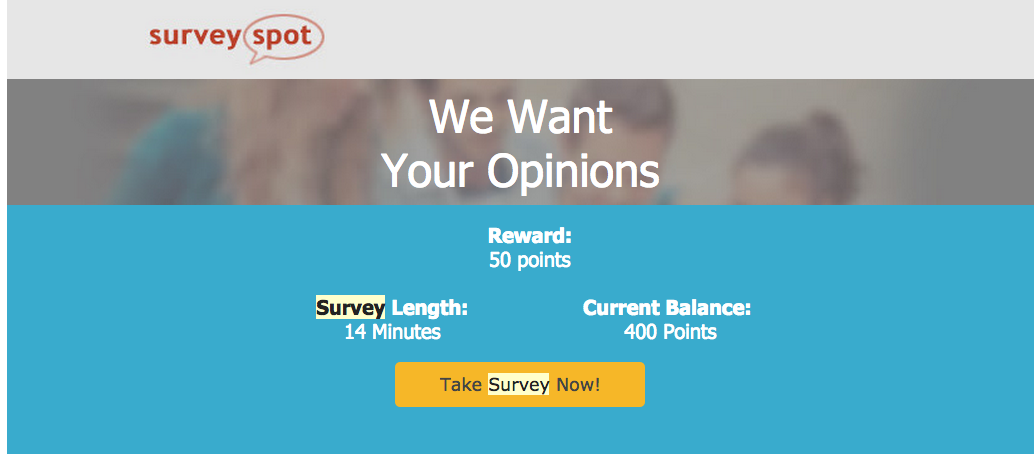 survey spot
We Want
Your Opinions
Reward:
50 points
Survey Length:
14 Minutes
Current Balance:
400 Points
Take Survey Now!